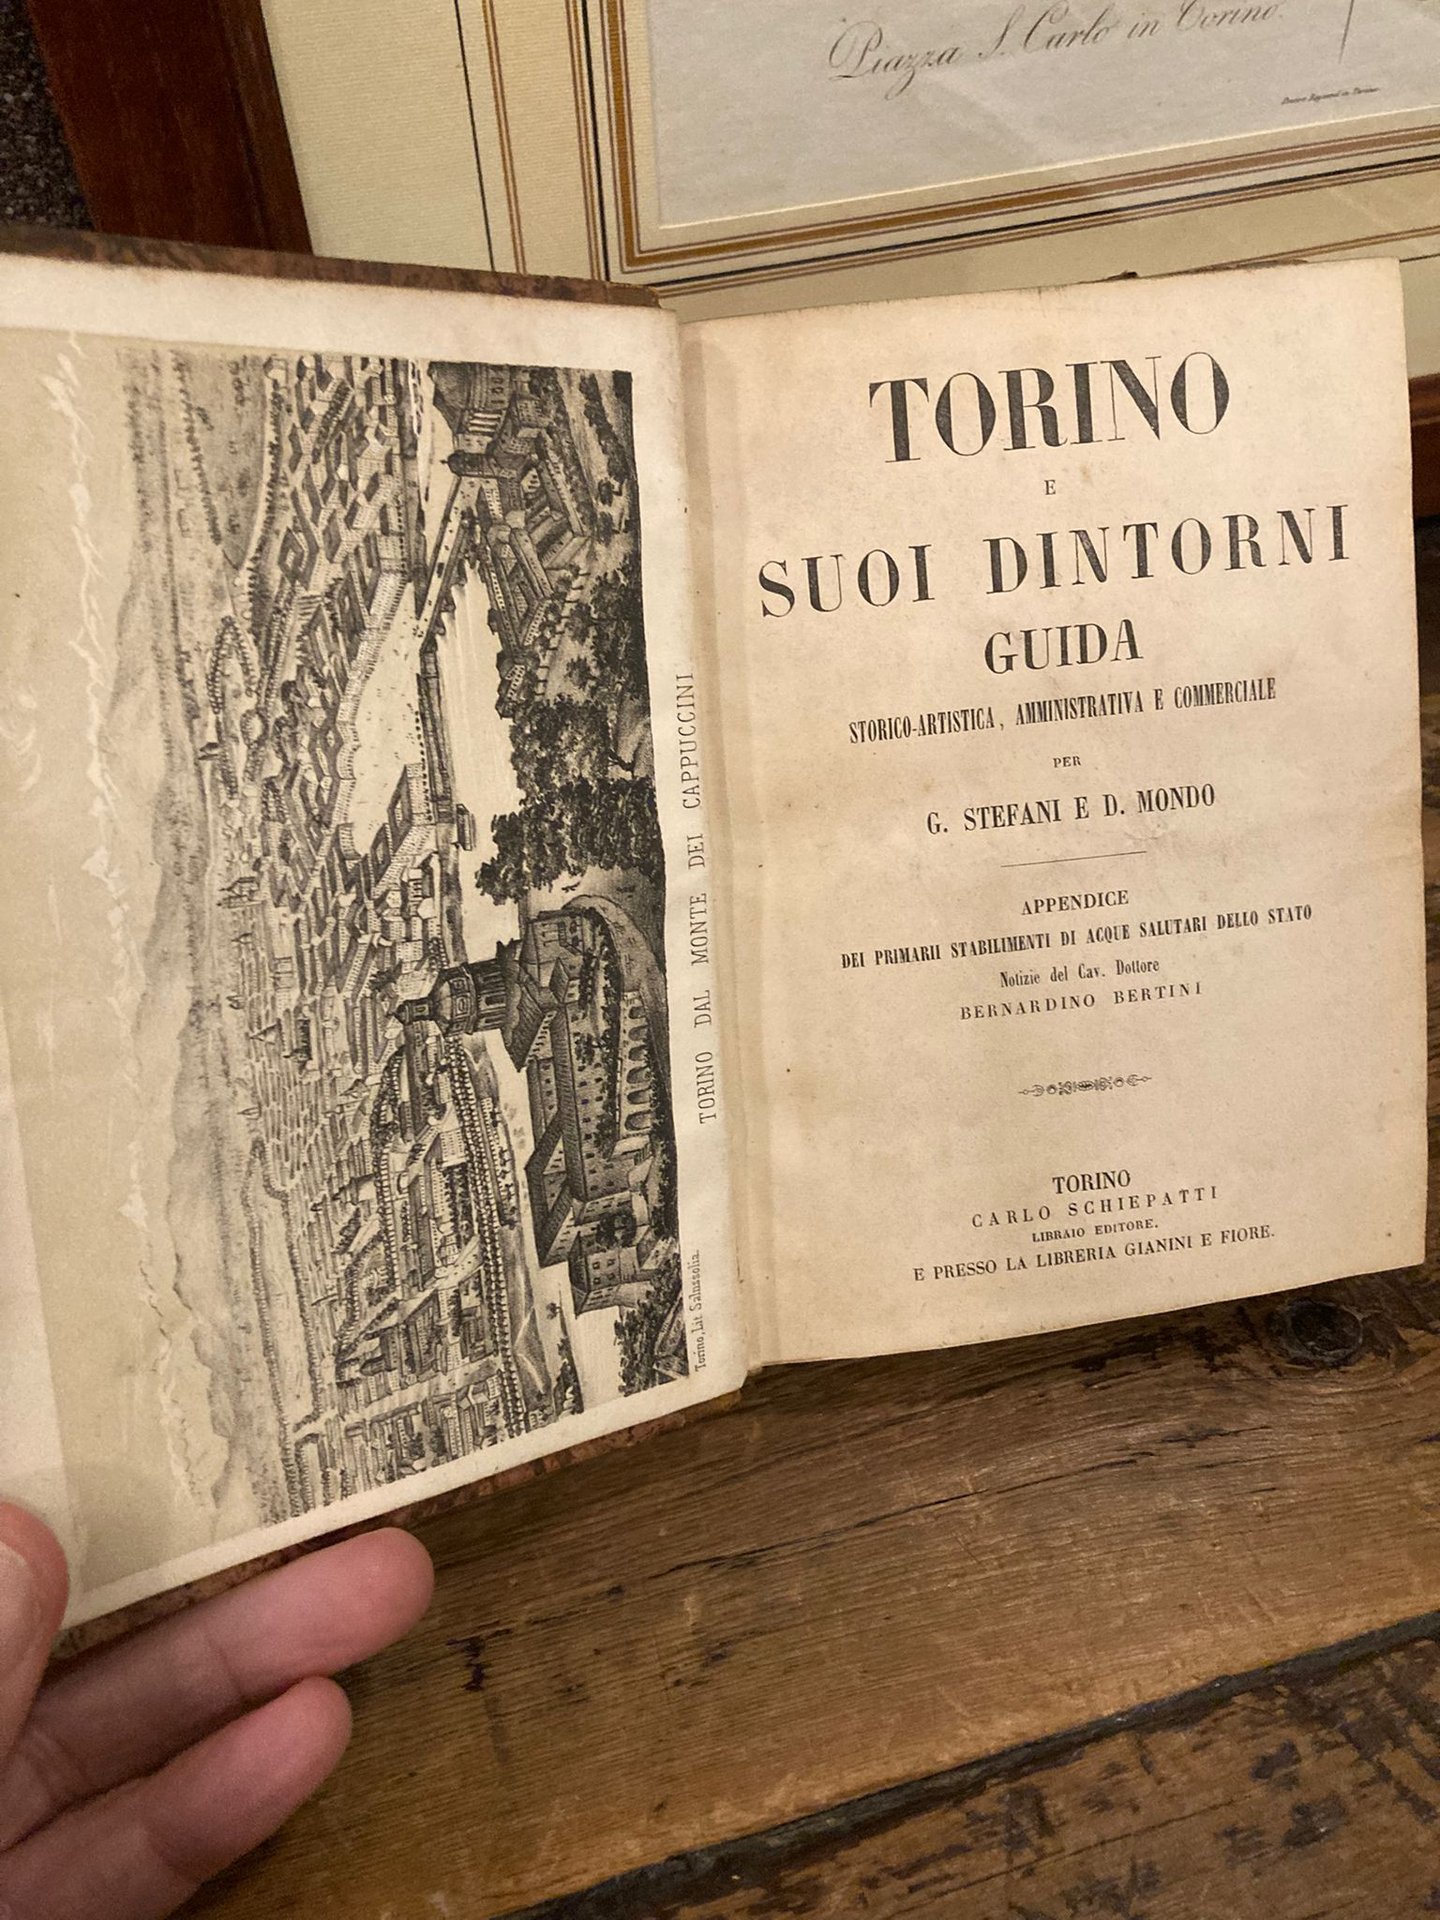 Piazza S. Carlo in Torino.
TORINO DAL MONTE DEI CAPPUCCINI
Torino, Lit. Salussolia.
TORINO
E
SUOI DINTORNI
GUIDA
STORICO-ARTISTICA, AMMINISTRATIVA E COMMERCIALE
PER
G. STEFANI E D. MONDO
APPENDICE
DEI PRIMARII STABILIMENTI DI ACQUE SALUTARI DELLO STATO
Notizie del Cav. Dottore
BERNARDINO BERTINI
TORINO
CARLO SCHIEPATTI
LIBRAIO EDITORE.
E PRESSO LA LIBRERIA GIANINI E FIORE.